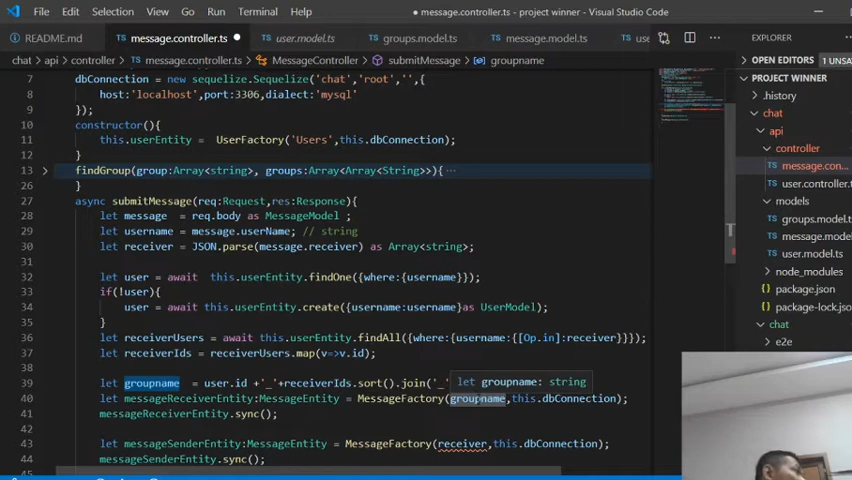 File Edit Selection View Go Run Terminal Help
● message.controller.ts - project winner - Visual Studio Code
README.md message.controller.ts ● user.model.ts groups.model.ts message.model.ts
chat > api > controller > message.controller.ts > MessageController > submitMessage > groupname
7 dbConnection = new sequelize.Sequelize('chat','root','',{
8 host:'localhost',port:3306,dialect:'mysql'
9 });
10 constructor(){
11 this.userEntity = UserFactory('Users',this.dbConnection);
12 }
13 findGroup(group:Array<string>, groups:Array<Array<String>>){ ···
26 }
27 async submitMessage(req:Request,res:Response){
28 let message = req.body as MessageModel ;
29 let username = message.userName; // string
30 let receiver = JSON.parse(message.receiver) as Array<string>;
31
32 let user = await this.userEntity.findOne({where:{username}});
33 if(!user){
34 user = await this.userEntity.create({username:username}as UserModel);
35 }
36 let receiverUsers = await this.userEntity.findAll({where:{username:{[Op.in]:receiver}}});
37 let receiverIds = receiverUsers.map(v=>v.id);
38
39 let groupname = user.id +'_'+receiverIds.sort().join('_'
let groupname: string
40 let messageReceiverEntity:MessageEntity = MessageFactory(groupname,this.dbConnection);
41 messageReceiverEntity.sync();
42
43 let messageSenderEntity:MessageEntity = MessageFactory(receiver,this.dbConnection);
44 messageSenderEntity.sync();
EXPLORER
> OPEN EDITORS 1 UNSA
PROJECT WINNER
> .history
chat
api
controller
TS message.con...
TS user.controller.t
models
TS groups.model.t
TS message.mode
TS user.model.ts
> node_modules
package.json
package-lock.jso
chat
> e2e